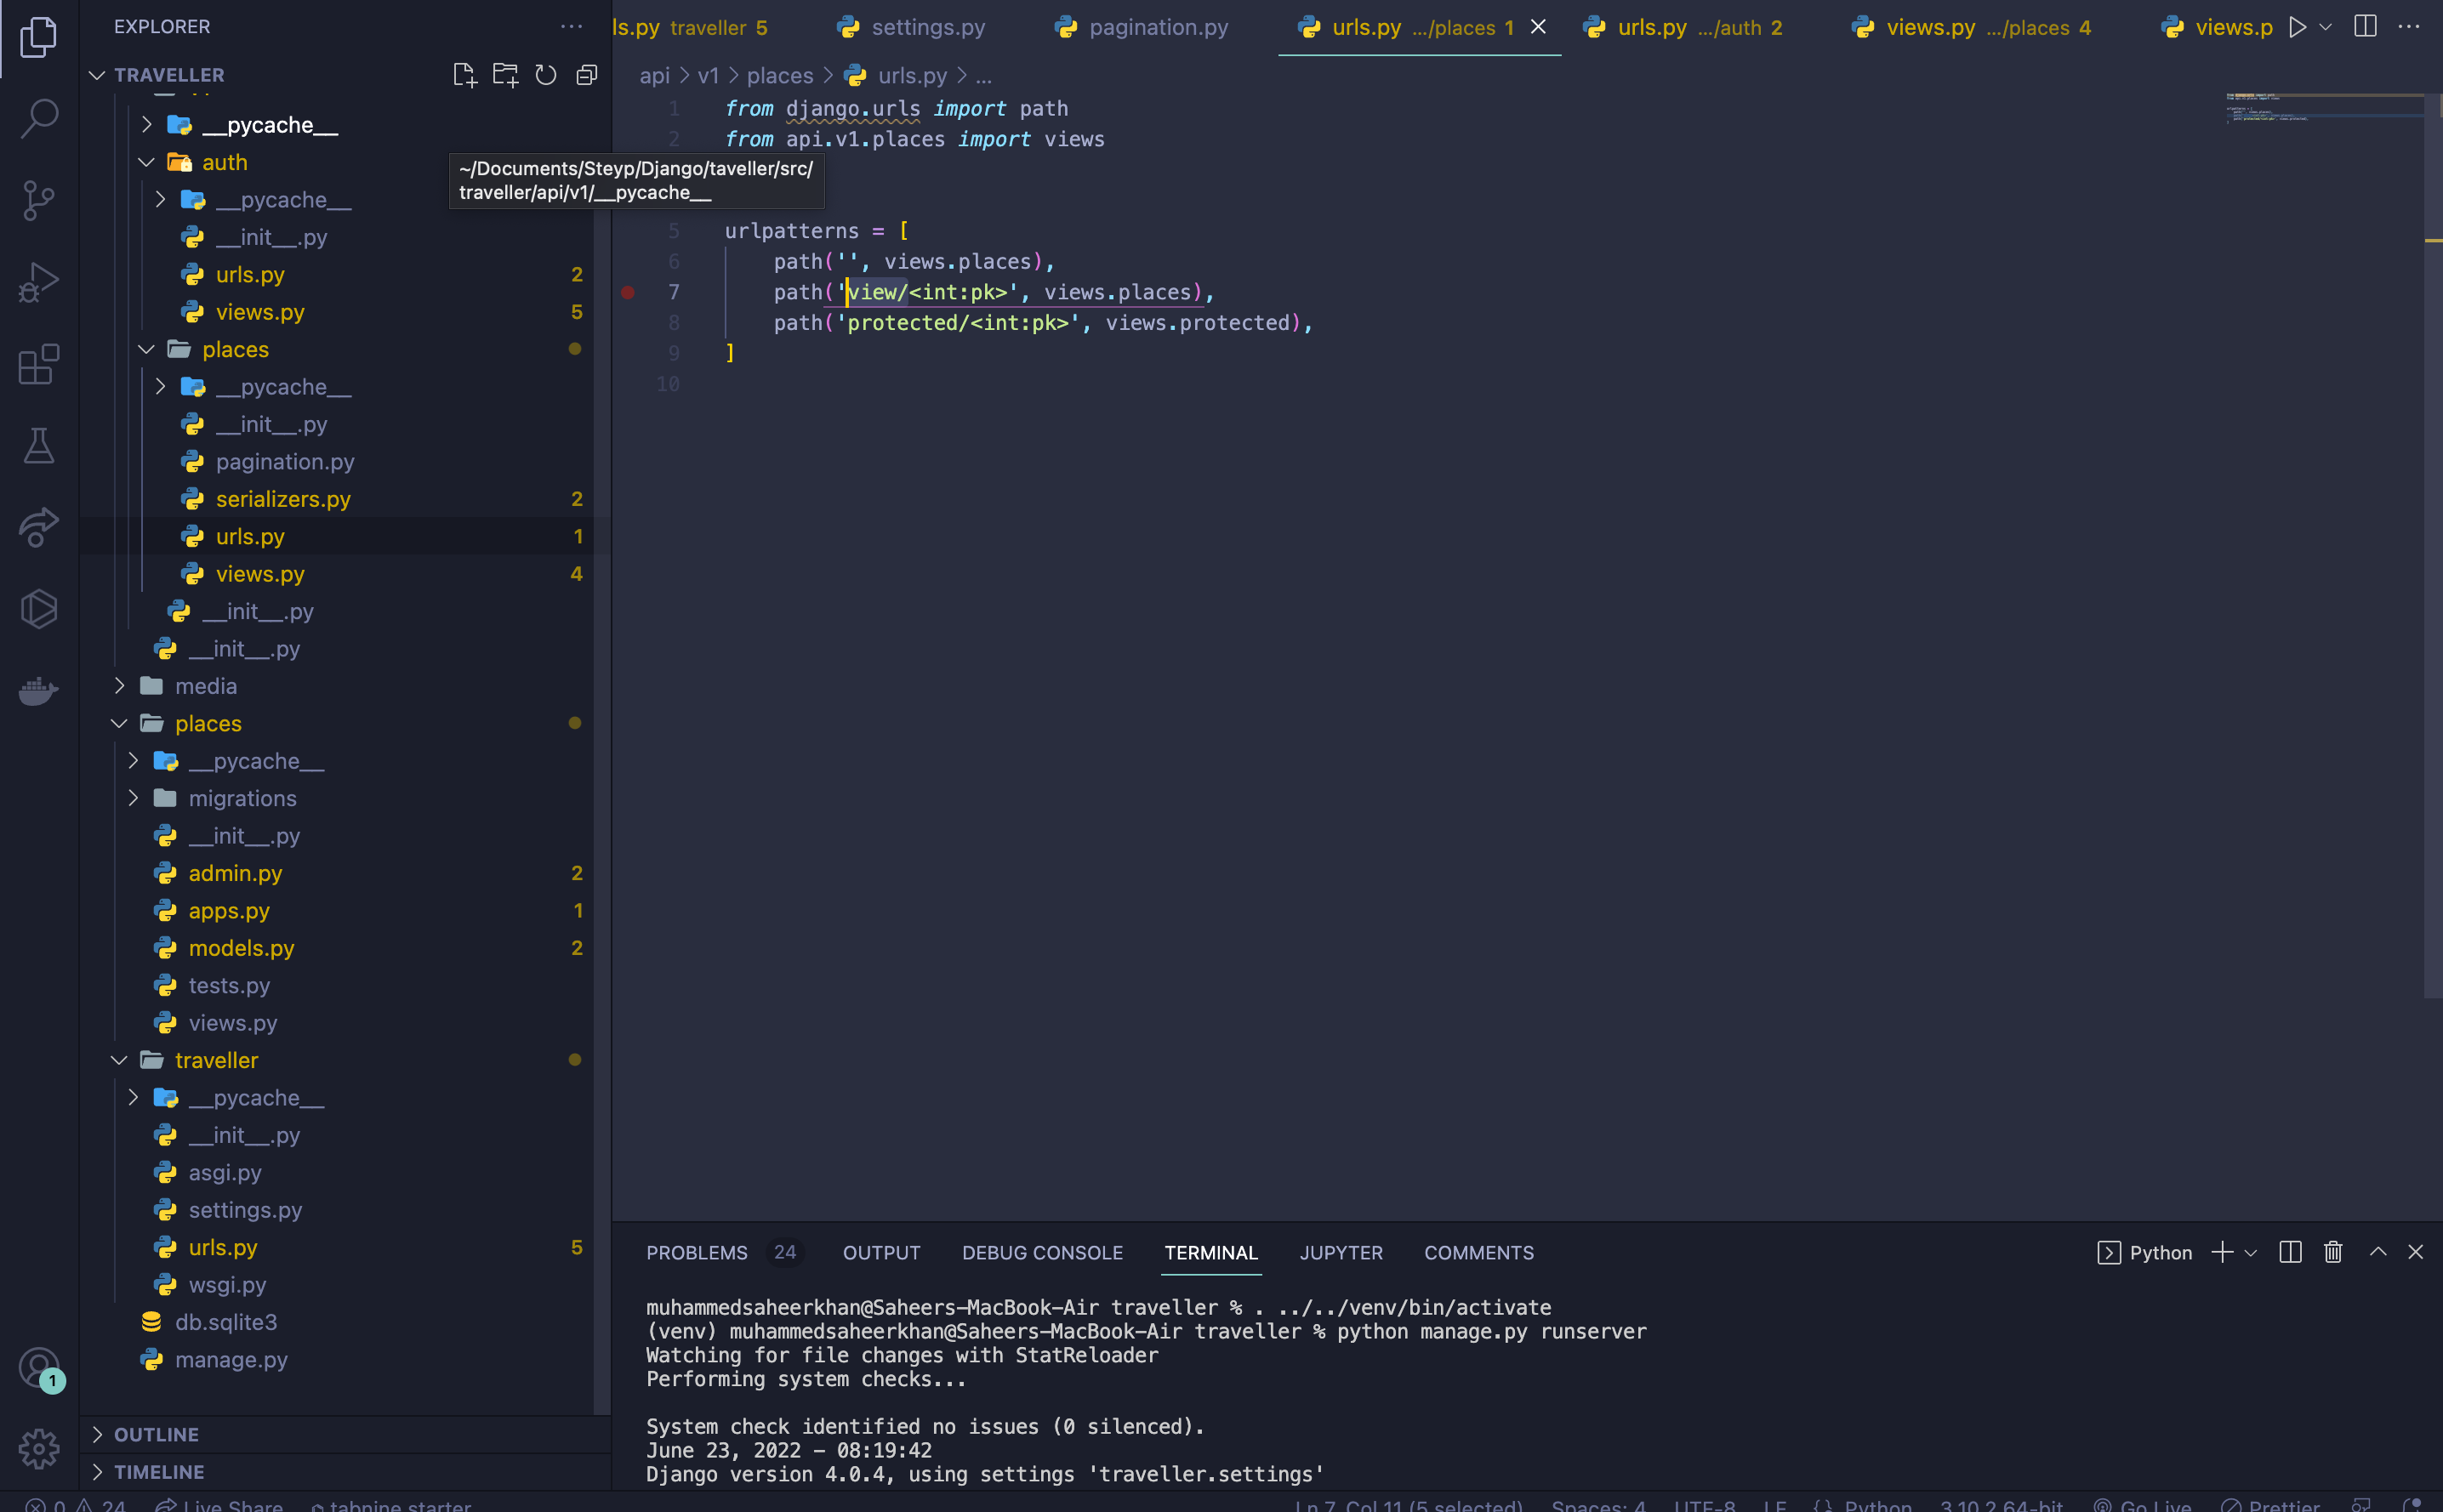 EXPLORER
TRAVELLER
__pycache__
auth
__pycache__
__init__.py
urls.py 2
views.py 5
places
__pycache__
__init__.py
pagination.py
serializers.py 2
urls.py 1
views.py 4
__init__.py
__init__.py
media
places
__pycache__
migrations
__init__.py
admin.py 2
apps.py 1
models.py 2
tests.py
views.py
traveller
__pycache__
__init__.py
asgi.py
settings.py
urls.py 5
wsgi.py
db.sqlite3
manage.py
OUTLINE
TIMELINE
1
~/Documents/Steyp/Django/taveller/src/
traveller/api/v1/__pycache__
ls.py traveller 5 settings.py pagination.py urls.py .../places 1 urls.py .../auth 2 views.py .../places 4 views.p
api > v1 > places > urls.py > ...
1 from django.urls import path
2 from api.v1.places import views
5 urlpatterns = [
6 path('', views.places),
7 path('view/<int:pk>', views.places),
8 path('protected/<int:pk>', views.protected),
9 ]
10
PROBLEMS 24 OUTPUT DEBUG CONSOLE TERMINAL JUPYTER COMMENTS Python
muhammedsaheerkhan@Saheers-MacBook-Air traveller % . ../../venv/bin/activate
(venv) muhammedsaheerkhan@Saheers-MacBook-Air traveller % python manage.py runserver
Watching for file changes with StatReloader
Performing system checks...
System check identified no issues (0 silenced).
June 23, 2022 - 08:19:42
Django version 4.0.4, using settings 'traveller.settings'
0 24 Live Share tabnine starter Ln 7, Col 11 (5 selected) Spaces: 4 UTF-8 LF {} Python 3.10.2 64-bit Go Live Prettier